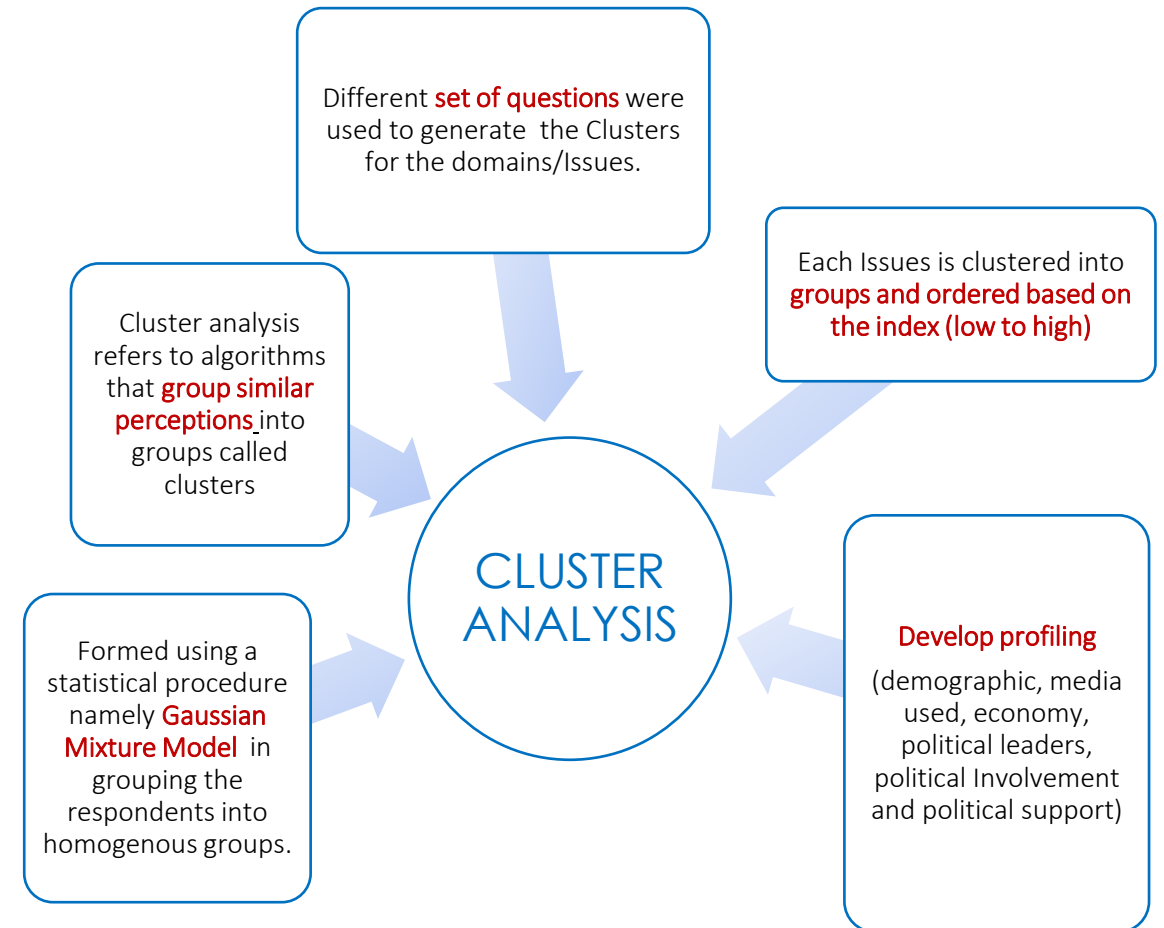 Different set of questions were
used to generate the Clusters
for the domains/Issues.
Each Issues is clustered into
groups and ordered based on
the index (low to high)
Cluster analysis
refers to algorithms
that group similar
perceptions into
groups called
clusters
CLUSTER
ANALYSIS
Formed using a
statistical procedure
namely Gaussian
Mixture Model in
grouping the
respondents into
homogenous groups.
Develop profiling
(demographic, media
used, economy,
political leaders,
political Involvement
and political support)